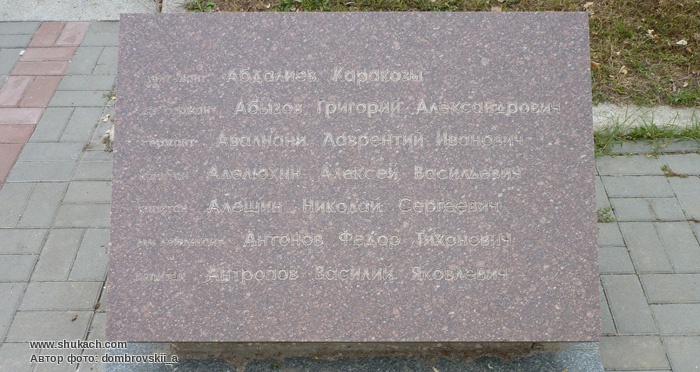 Абдалиев Каракозы
Абызов Григорий Александрович
Авалиани Лаврентий Иванович
Алелюхин Алексей Васильевич
Алешин Николай Сергеевич
Антонов Федор Тихонович
Антропов Василий Яковлевич
www.shukach.com
Автор фото: dombrovskii_a